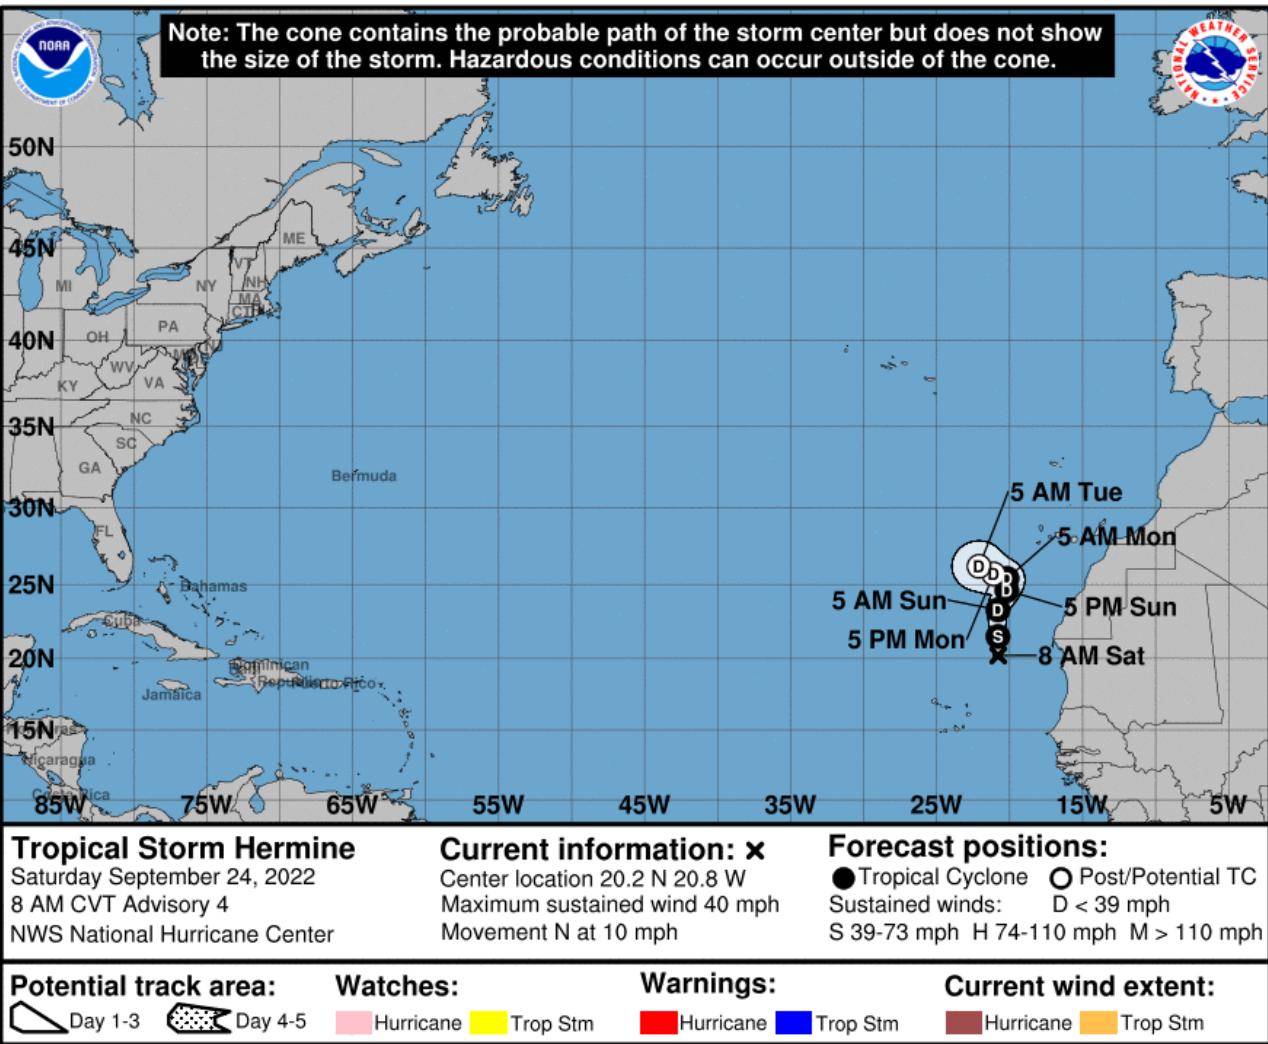 Note: The cone contains the probable path of the storm center but does not show
the size of the storm. Hazardous conditions can occur outside of the cone.
NOAA
NATIONAL WEATHER SERVICE
50N
45N
40N
35N
30N
25N
20N
15N
ME
VT
NH
MA
CT
NY
MI
PA
OH
WV
VA
KY
NC
SC
GA
FL
Bermuda
Bahamas
Cuba
Dominican
Republic
Puerto Rico
Jamaica
Nicaragua
Costa Rica
5 AM Tue
5 AM Mon
5 AM Sun
5 PM Sun
5 PM Mon
8 AM Sat
D
D
D
D
D
S
85W 75W 65W 55W 45W 35W 25W 15W 5W
Tropical Storm Hermine
Saturday September 24, 2022
8 AM CVT Advisory 4
NWS National Hurricane Center
Current information: x
Center location 20.2 N 20.8 W
Maximum sustained wind 40 mph
Movement N at 10 mph
Forecast positions:
Tropical Cyclone Post/Potential TC
Sustained winds: D < 39 mph
S 39-73 mph H 74-110 mph M > 110 mph
Potential track area:
Day 1-3 Day 4-5
Watches:
Hurricane Trop Stm
Warnings:
Hurricane Trop Stm
Current wind extent:
Hurricane Trop Stm